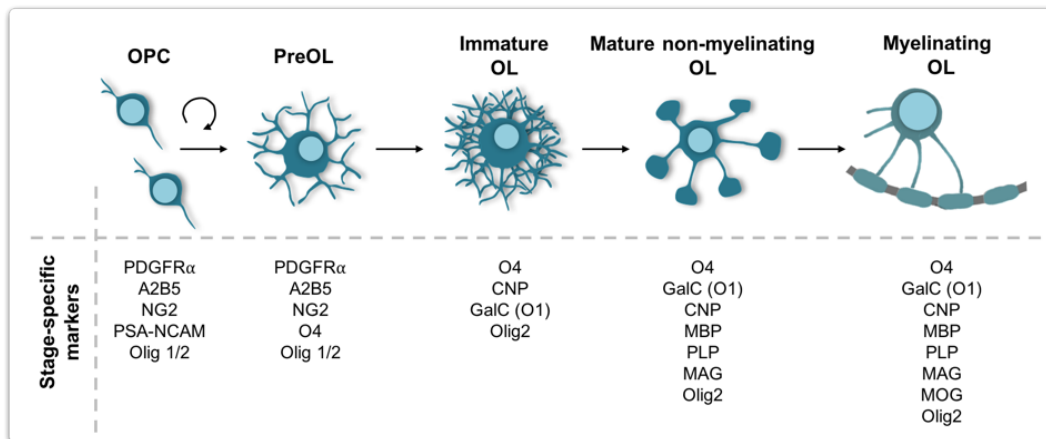 OPC
PreOL
Immature
OL
Mature non-myelinating
OL
Myelinating
OL
Stage-specific
markers
PDGFRα
A2B5
NG2
PSA-NCAM
Olig 1/2
PDGFRα
A2B5
NG2
O4
Olig 1/2
O4
CNP
GalC (O1)
Olig2
O4
GalC (O1)
CNP
MBP
PLP
MAG
Olig2
O4
GalC (O1)
CNP
MBP
PLP
MAG
MOG
Olig2